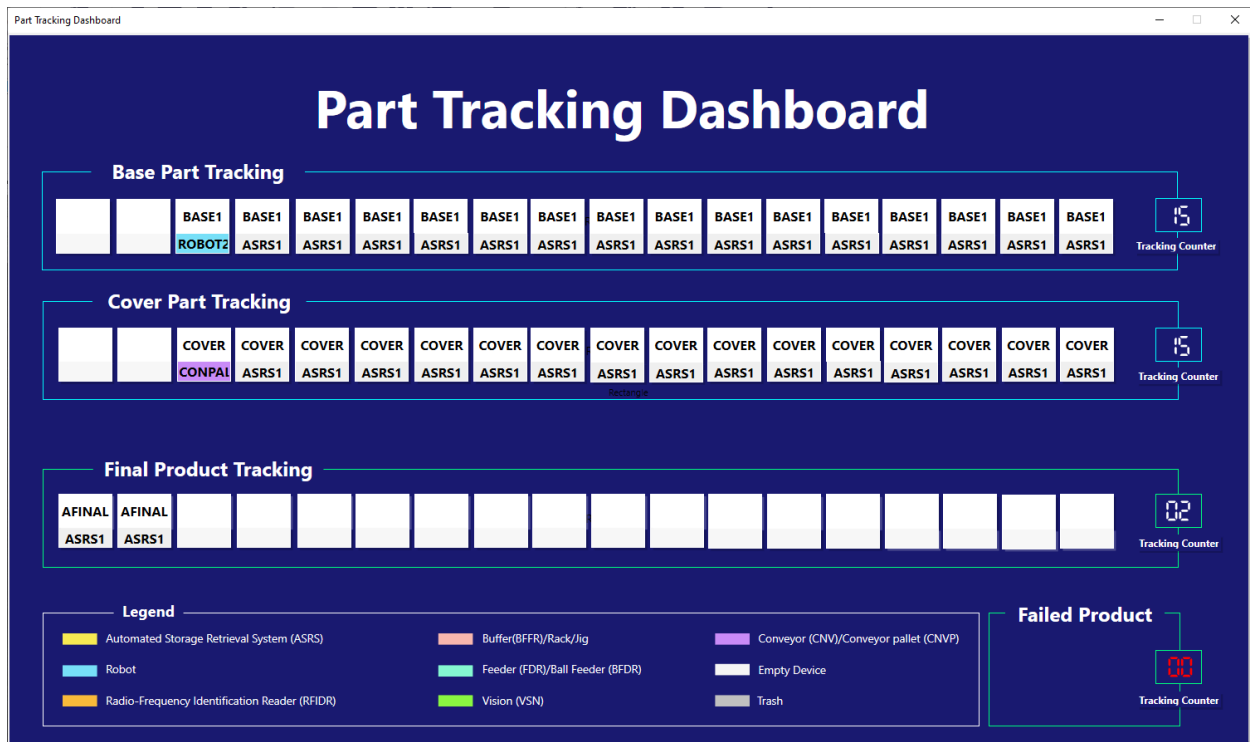 Part Tracking Dashboard
Part Tracking Dashboard
Base Part Tracking
BASE1 BASE1 BASE1 BASE1 BASE1 BASE1 BASE1 BASE1 BASE1 BASE1 BASE1 BASE1 BASE1 BASE1 BASE1 BASE1
ROBOT2 ASRS1 ASRS1 ASRS1 ASRS1 ASRS1 ASRS1 ASRS1 ASRS1 ASRS1 ASRS1 ASRS1 ASRS1 ASRS1 ASRS1 ASRS1
15
Tracking Counter
Cover Part Tracking
COVER COVER COVER COVER COVER COVER COVER COVER COVER COVER COVER COVER COVER COVER COVER COVER
CONPAL ASRS1 ASRS1 ASRS1 ASRS1 ASRS1 ASRS1 ASRS1 ASRS1 ASRS1 ASRS1 ASRS1 ASRS1 ASRS1 ASRS1 ASRS1
15
Tracking Counter
Rectangle
Final Product Tracking
AFINAL AFINAL
ASRS1 ASRS1
02
Tracking Counter
Legend
Automated Storage Retrieval System (ASRS)
Buffer(BFFR)/Rack/Jig
Conveyor (CNV)/Conveyor pallet (CNVP)
Robot
Feeder (FDR)/Ball Feeder (BFDR)
Empty Device
Radio-Frequency Identification Reader (RFIDR)
Vision (VSN)
Trash
Failed Product
00
Tracking Counter